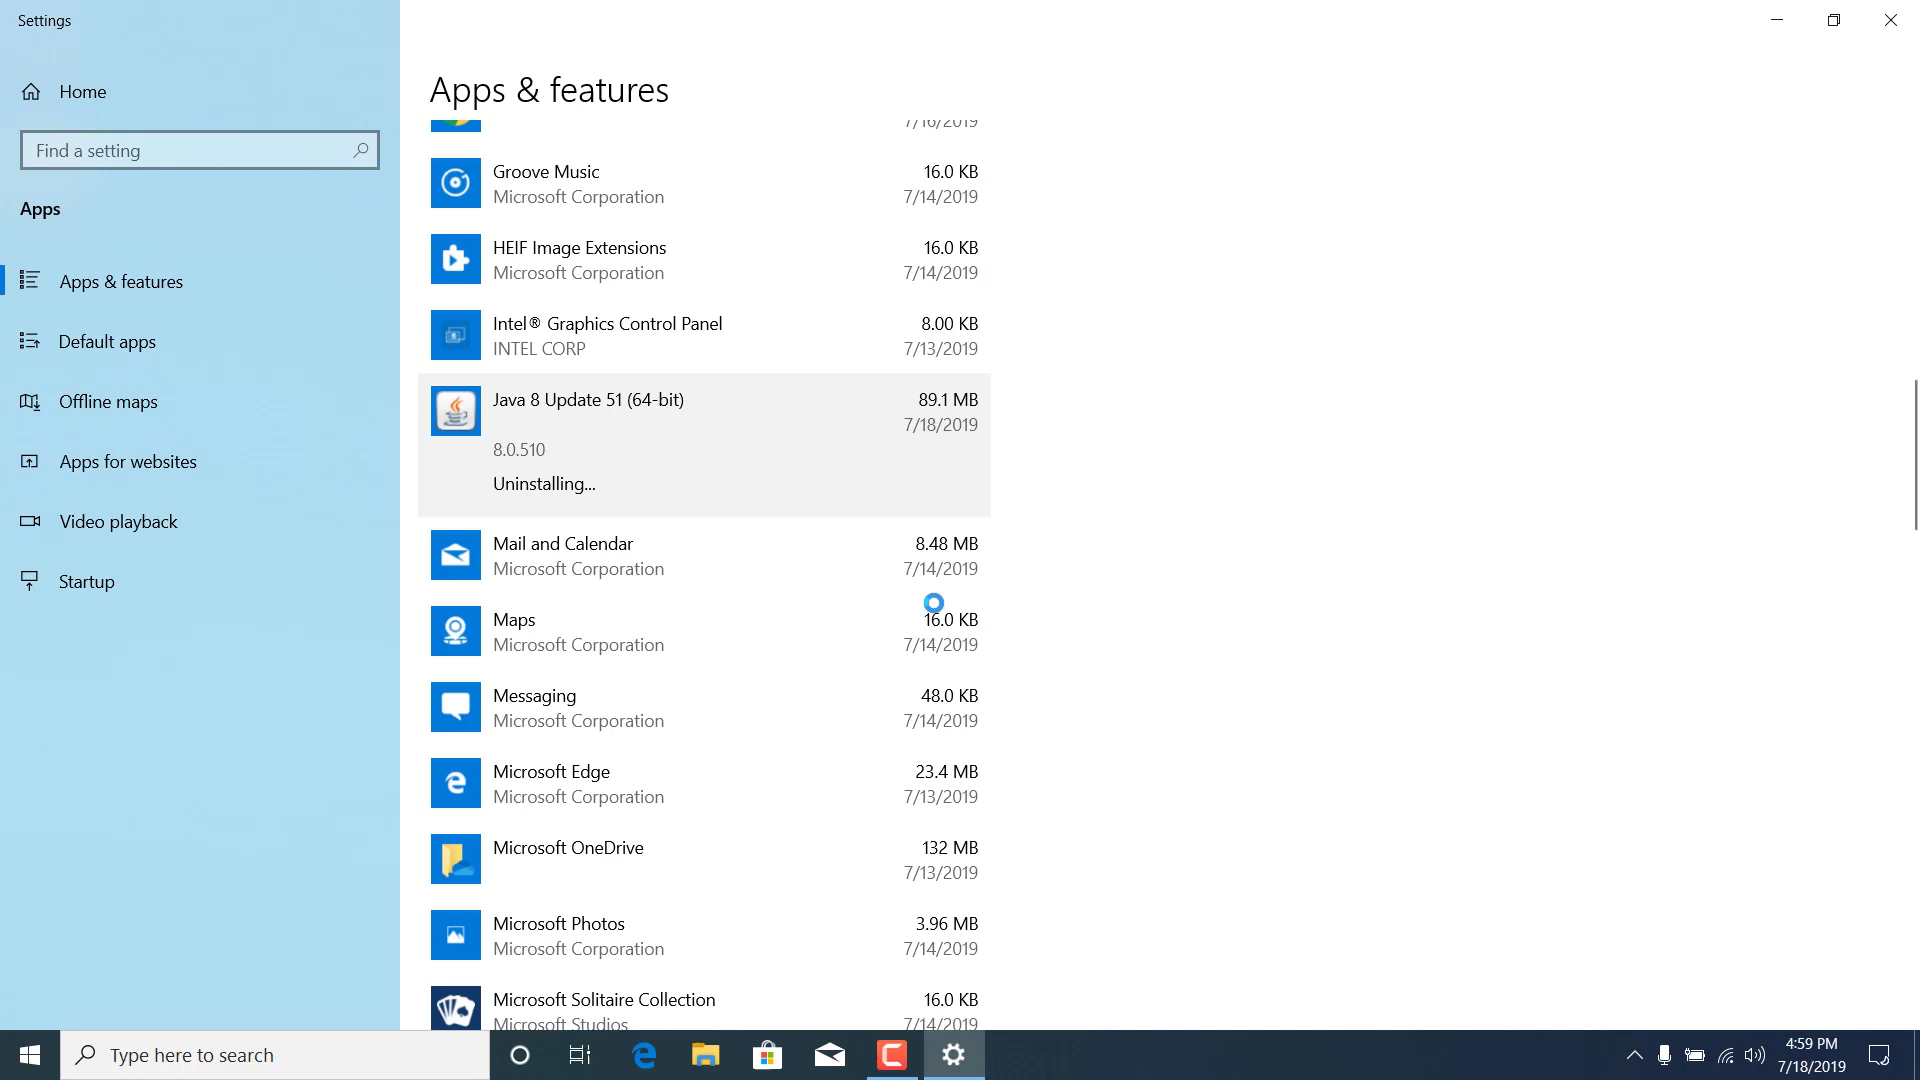 Settings
Home
Find a setting
Apps
Apps & features
Default apps
Offline maps
Apps for websites
Video playback
Startup
Apps & features
7/16/2019
Groove Music 16.0 KB
Microsoft Corporation 7/14/2019
HEIF Image Extensions 16.0 KB
Microsoft Corporation 7/14/2019
Intel® Graphics Control Panel 8.00 KB
INTEL CORP 7/13/2019
Java 8 Update 51 (64-bit) 89.1 MB
7/18/2019
8.0.510
Uninstalling...
Mail and Calendar 8.48 MB
Microsoft Corporation 7/14/2019
Maps 16.0 KB
Microsoft Corporation 7/14/2019
Messaging 48.0 KB
Microsoft Corporation 7/14/2019
Microsoft Edge 23.4 MB
Microsoft Corporation 7/13/2019
Microsoft OneDrive 132 MB
7/13/2019
Microsoft Photos 3.96 MB
Microsoft Corporation 7/14/2019
Microsoft Solitaire Collection 16.0 KB
Microsoft Studios 7/14/2019
Type here to search
4:59 PM
7/18/2019